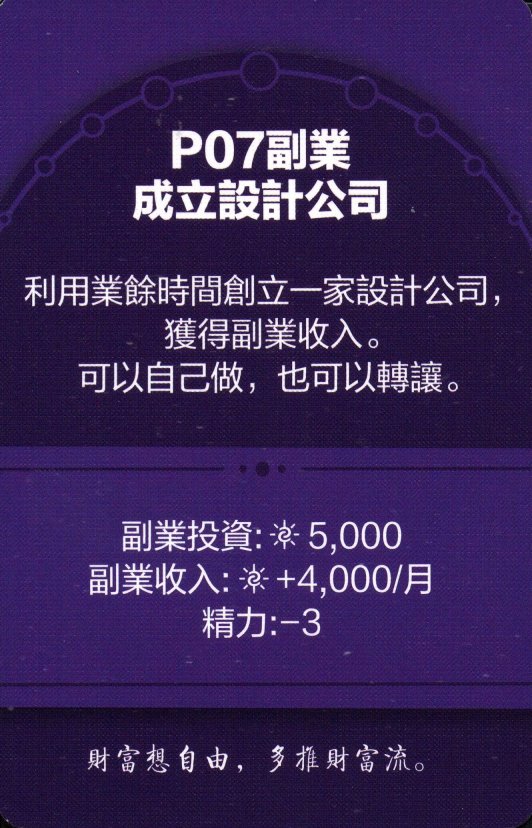 P07副業
成立設計公司
利用業餘時間創立一家設計公司，
獲得副業收入。
可以自己做，也可以轉讓。
副業投資: 5,000
副業收入: +4,000/月
精力:−3
財富想自由，多推財富流。